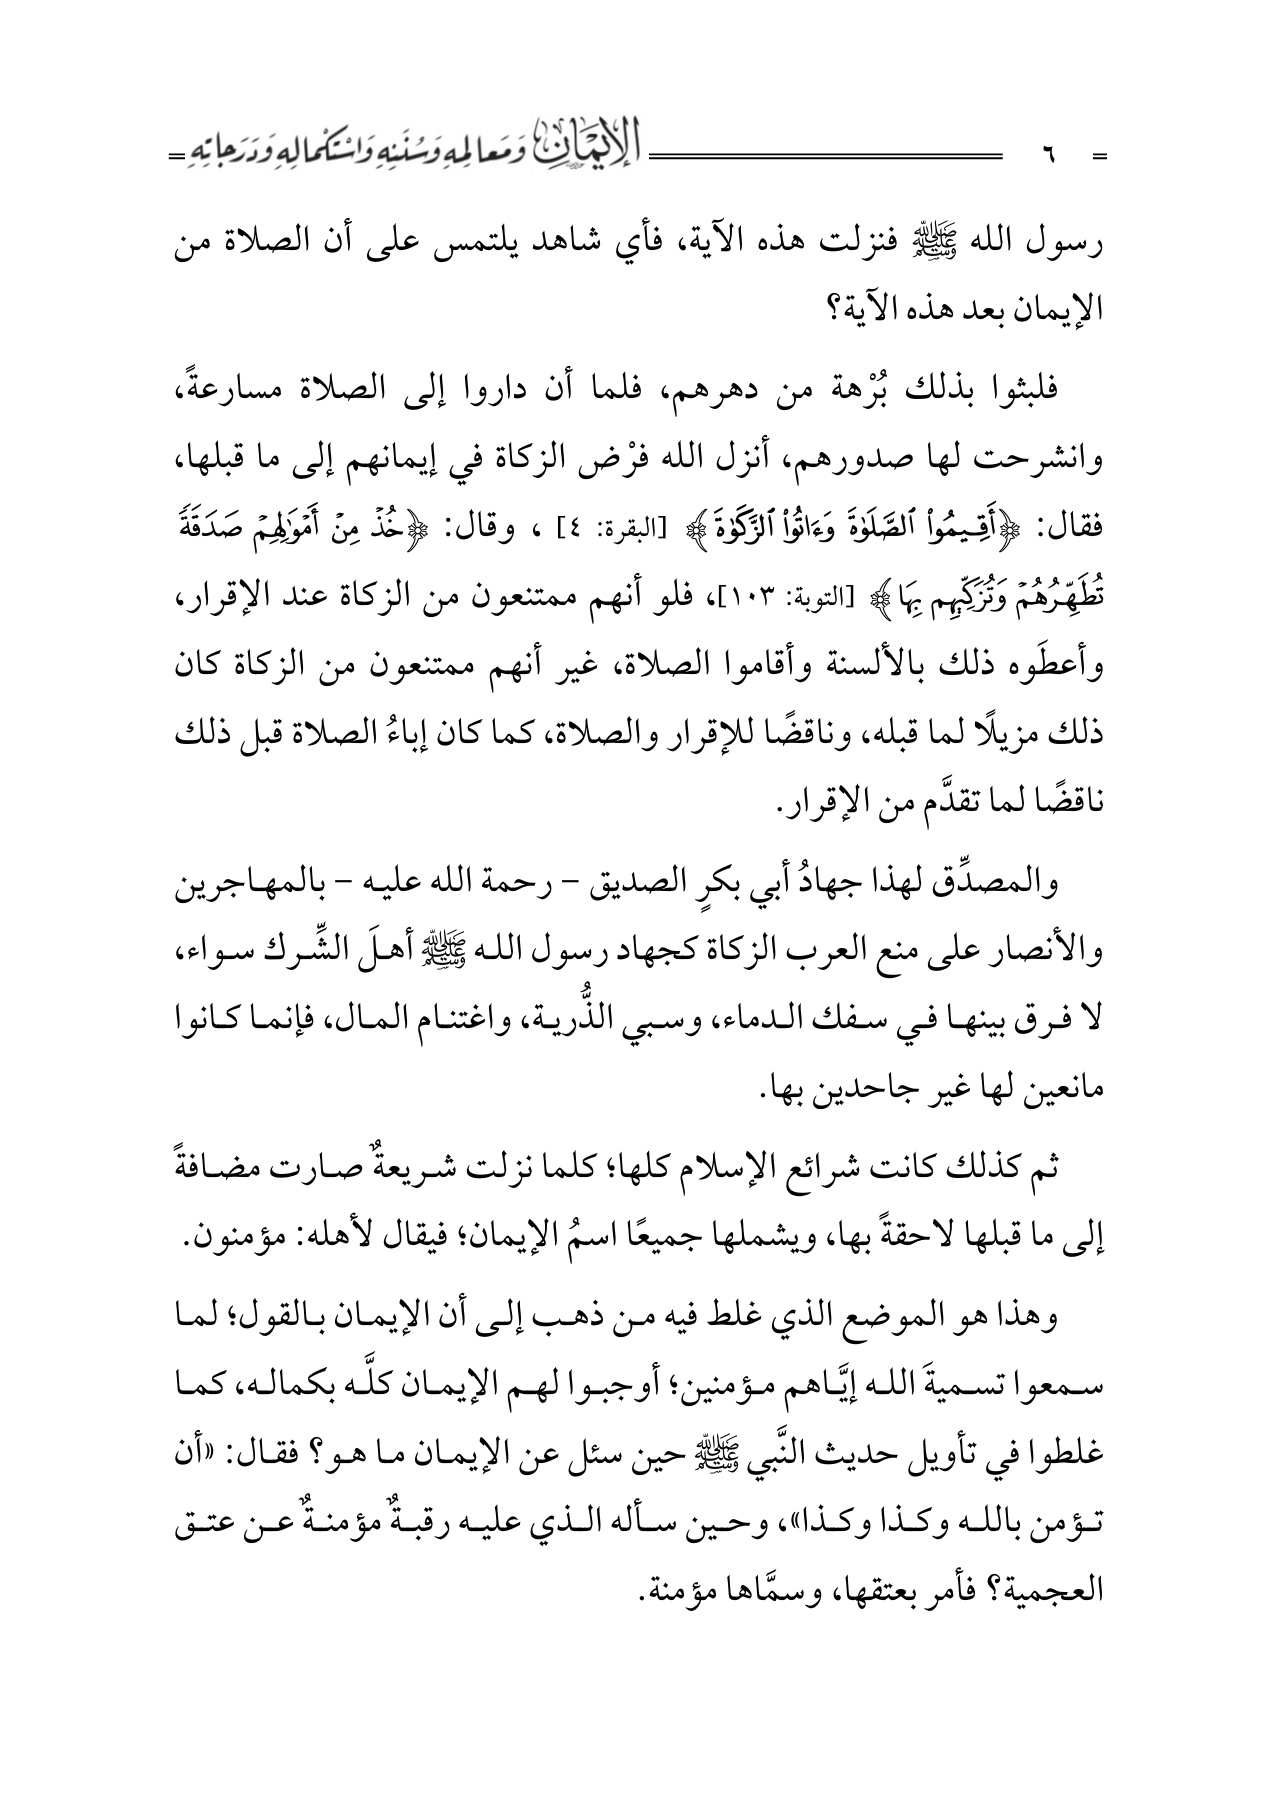 ٦ الإِيمَان وَمَعالِمِهِ وَسُنَنِهِ وَاسْتَكْمالِهِ وَدَرَجاتِهِ
رسول الله ﷺ فنزلت هذه الآية، فأي شاهد يلتمس على أن الصلاة من
الإيمان بعد هذه الآية؟
فلبثوا بذلك بُرْهة من دهرهم، فلما أن داروا إلى الصلاة مسارعةً،
وانشرحت لها صدورهم، أنزل الله فرْض الزكاة في إيمانهم إلى ما قبلها،
فقال: ﴿أَقِيمُواْ ٱلصَّلَوٰةَ وَءَاتُواْ ٱلزَّكَوٰةَ﴾ [البقرة: ٤] ، وقال: ﴿خُذۡ مِنۡ أَمۡوَٰلِهِمۡ صَدَقَةٗ
تُطَهِّرُهُمۡ وَتُزَكِّيهِم بِهَا﴾ [التوبة: ١٠٣]، فلو أنهم ممتنعون من الزكاة عند الإقرار،
وأعطَوه ذلك بالألسنة وأقاموا الصلاة، غير أنهم ممتنعون من الزكاة كان
ذلك مزيلًا لما قبله، وناقضًا للإقرار والصلاة، كما كان إباءُ الصلاة قبل ذلك
ناقضًا لما تقدَّم من الإقرار.
والمصدِّق لهذا جهادُ أبي بكرٍ الصديق – رحمة الله عليه – بالمهاجرين
والأنصار على منع العرب الزكاة كجهاد رسول الله ﷺ أهلَ الشِّرك سواء،
لا فرق بينها في سفك الدماء، وسبي الذُّرية، واغتنام المال، فإنما كانوا
مانعين لها غير جاحدين بها.
ثم كذلك كانت شرائع الإسلام كلها؛ كلما نزلت شريعةٌ صارت مضافةً
إلى ما قبلها لاحقةً بها، ويشملها جميعًا اسمُ الإيمان؛ فيقال لأهله: مؤمنون.
وهذا هو الموضع الذي غلط فيه من ذهب إلى أن الإيمان بالقول؛ لما
سمعوا تسميةَ الله إيَّاهم مؤمنين؛ أوجبوا لهم الإيمان كلَّه بكماله، كما
غلطوا في تأويل حديث النَّبي ﷺ حين سئل عن الإيمان ما هو؟ فقال: «أن
تؤمن بالله وكذا وكذا»، وحين سأله الذي عليه رقبةٌ مؤمنةٌ عن عتق
العجمية؟ فأمر بعتقها، وسمَّاها مؤمنة.